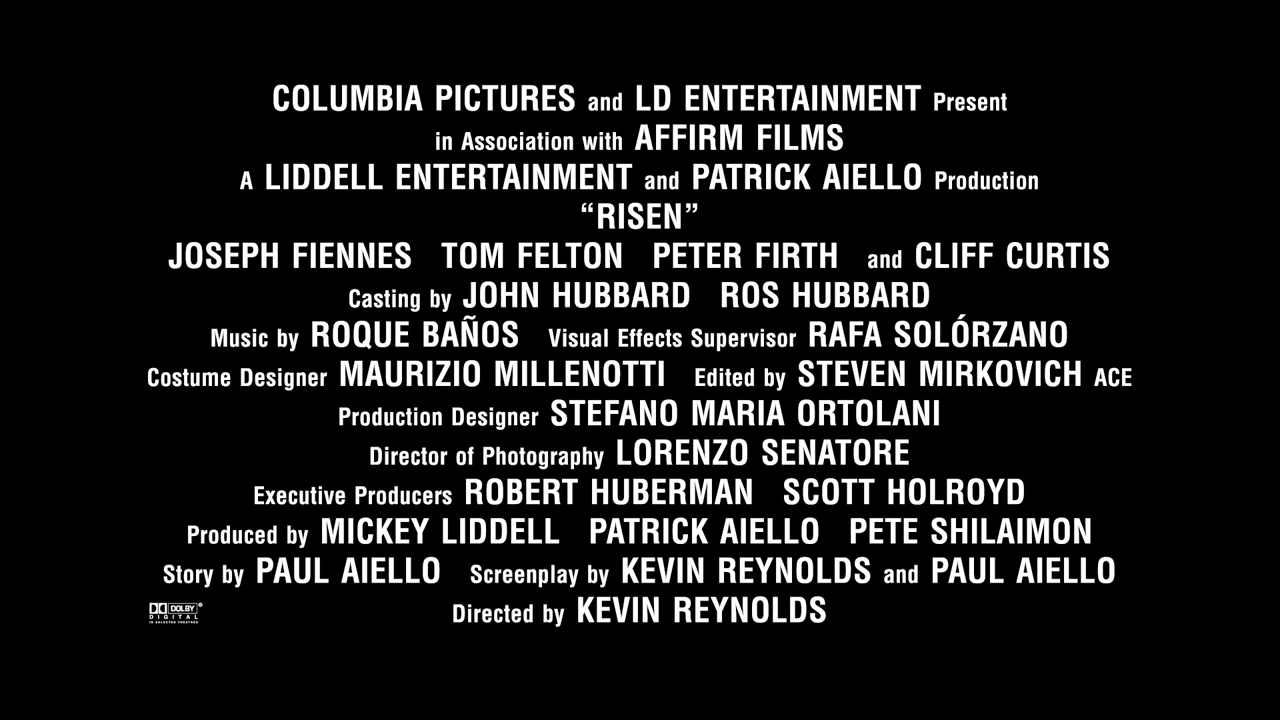 COLUMBIA PICTURES and LD ENTERTAINMENT Present
in Association with AFFIRM FILMS
A LIDDELL ENTERTAINMENT and PATRICK AIELLO Production
“RISEN”
JOSEPH FIENNES TOM FELTON PETER FIRTH and CLIFF CURTIS
Casting by JOHN HUBBARD ROS HUBBARD
Music by ROQUE BAÑOS Visual Effects Supervisor RAFA SOLÓRZANO
Costume Designer MAURIZIO MILLENOTTI Edited by STEVEN MIRKOVICH ACE
Production Designer STEFANO MARIA ORTOLANI
Director of Photography LORENZO SENATORE
Executive Producers ROBERT HUBERMAN SCOTT HOLROYD
Produced by MICKEY LIDDELL PATRICK AIELLO PETE SHILAIMON
Story by PAUL AIELLO Screenplay by KEVIN REYNOLDS and PAUL AIELLO
Directed by KEVIN REYNOLDS
DOLBY
DIGITAL
IN SELECTED THEATRES